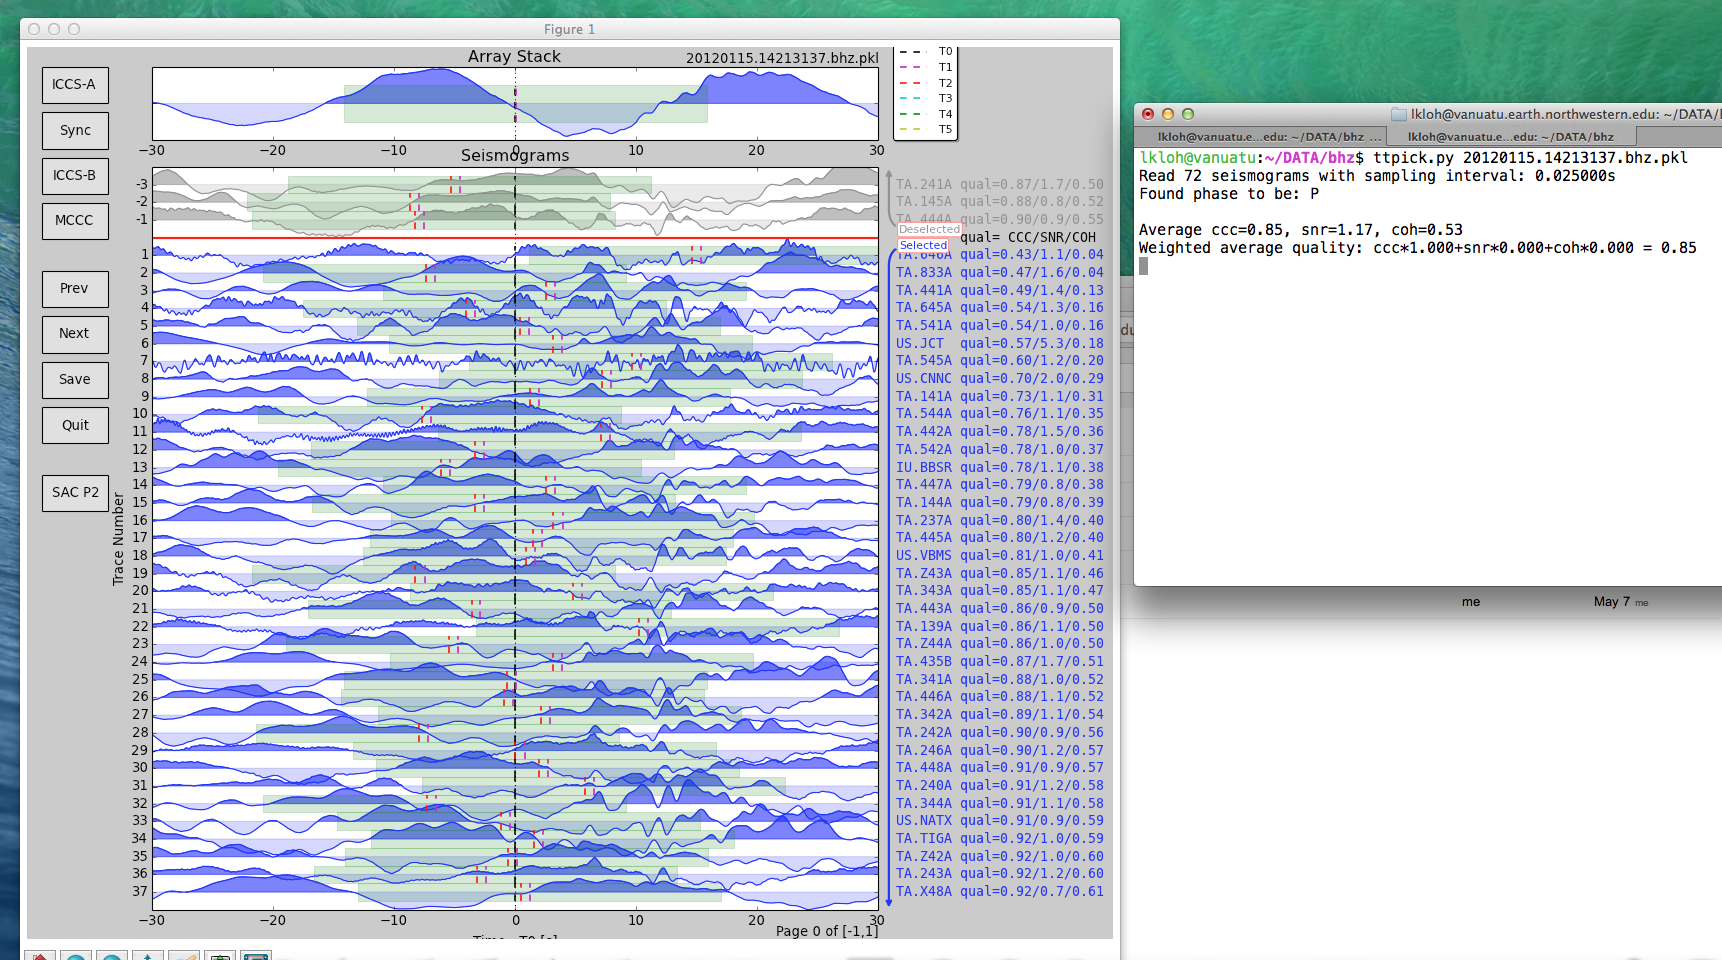 Figure 1
Array Stack
20120115.14213137.bhz.pkl
T0
T1
T2
T3
T4
T5
ICCS-A
Sync
ICCS-B
MCCC
Prev
Next
Save
Quit
SAC P2
−30 −20 −10 0 10 20 30
Seismograms
-3
-2
-1
1
2
3
4
5
6
7
8
9
10
11
12
13
14
15
16
17
18
19
20
21
22
23
24
25
26
27
28
29
30
31
32
33
34
35
36
37
Trace Number
TA.241A qual=0.87/1.7/0.50
TA.145A qual=0.88/0.8/0.52
TA.444A qual=0.90/0.9/0.55
Deselected
qual= CCC/SNR/COH
Selected
qual=0.43/1.1/0.04
TA.833A qual=0.47/1.6/0.04
TA.441A qual=0.49/1.4/0.13
TA.645A qual=0.54/1.3/0.16
TA.541A qual=0.54/1.0/0.16
US.JCT qual=0.57/5.3/0.18
TA.545A qual=0.60/1.2/0.20
US.CNNC qual=0.70/2.0/0.29
TA.141A qual=0.73/1.1/0.31
TA.544A qual=0.76/1.1/0.35
TA.442A qual=0.78/1.5/0.36
TA.542A qual=0.78/1.0/0.37
IU.BBSR qual=0.78/1.1/0.38
TA.447A qual=0.79/0.8/0.38
TA.144A qual=0.79/0.8/0.39
TA.237A qual=0.80/1.4/0.40
TA.445A qual=0.80/1.2/0.40
US.VBMS qual=0.81/1.0/0.41
TA.Z43A qual=0.85/1.1/0.46
TA.343A qual=0.85/1.1/0.47
TA.443A qual=0.86/0.9/0.50
TA.139A qual=0.86/1.1/0.50
TA.Z44A qual=0.86/1.0/0.50
TA.435B qual=0.87/1.7/0.51
TA.341A qual=0.88/1.0/0.52
TA.446A qual=0.88/1.1/0.52
TA.342A qual=0.89/1.1/0.54
TA.242A qual=0.90/0.9/0.56
TA.246A qual=0.90/1.2/0.57
TA.448A qual=0.91/0.9/0.57
TA.240A qual=0.91/1.2/0.58
TA.344A qual=0.91/1.1/0.58
US.NATX qual=0.91/0.9/0.59
TA.TIGA qual=0.92/1.0/0.59
TA.Z42A qual=0.92/1.0/0.60
TA.243A qual=0.92/1.2/0.60
TA.X48A qual=0.92/0.7/0.61
−30 −20 −10 0 10 20 30
Page 0 of [-1,1]
lkloh@vanuatu.earth.northwestern.edu: ~/DATA/
lkloh@vanuatu.e...edu: ~/DATA/bhz ...
lkloh@vanuatu.e...edu: ~/DATA/bhz
lkloh@vanuatu:~/DATA/bhz$ ttpick.py 20120115.14213137.bhz.pkl
Read 72 seismograms with sampling interval: 0.025000s
Found phase to be: P
Average ccc=0.85, snr=1.17, coh=0.53
Weighted average quality: ccc*1.000+snr*0.000+coh*0.000 = 0.85
du
me
May 7 me